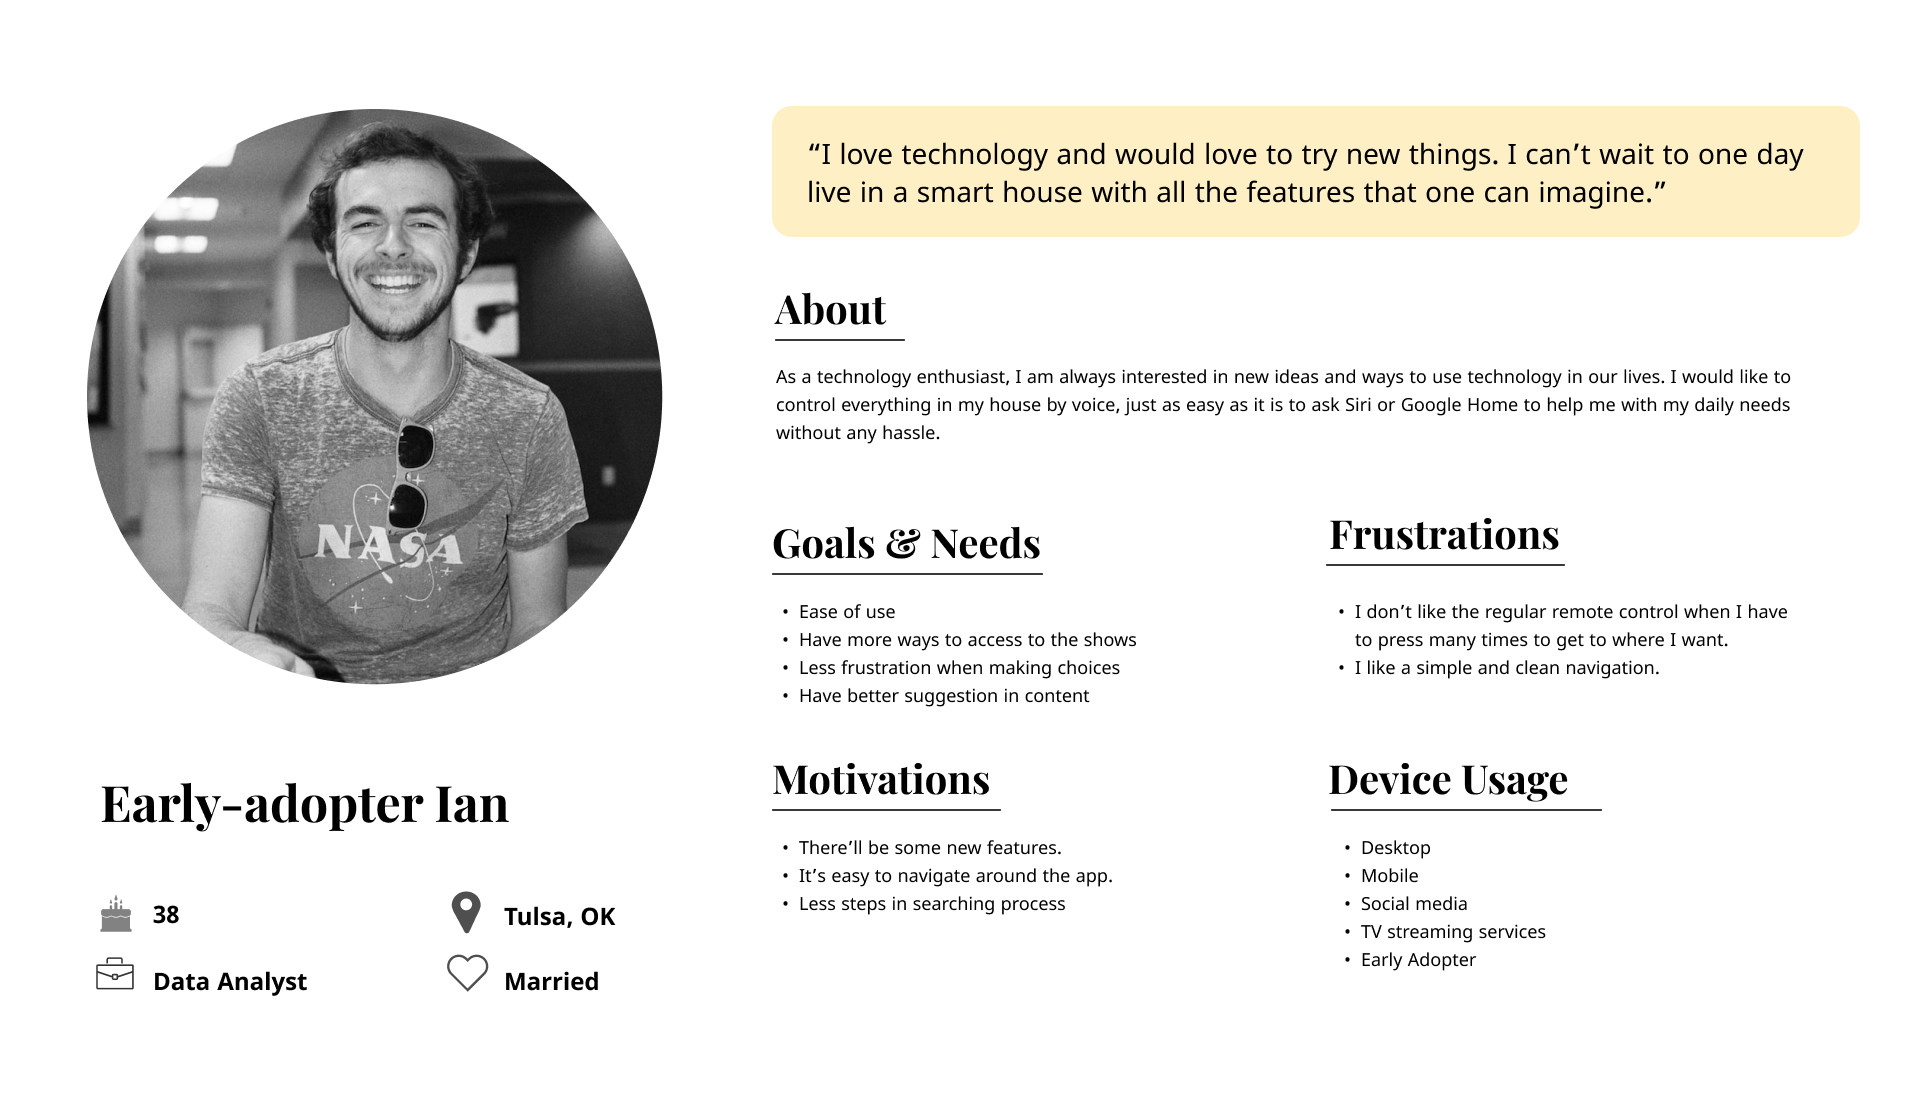 “I love technology and would love to try new things. I can’t wait to one day
live in a smart house with all the features that one can imagine.”
About
As a technology enthusiast, I am always interested in new ideas and ways to use technology in our lives. I would like to
control everything in my house by voice, just as easy as it is to ask Siri or Google Home to help me with my daily needs
without any hassle.
NASA
Goals & Needs
• Ease of use
• Have more ways to access to the shows
• Less frustration when making choices
• Have better suggestion in content
Frustrations
• I don’t like the regular remote control when I have
to press many times to get to where I want.
• I like a simple and clean navigation.
Motivations
• There’ll be some new features.
• It’s easy to navigate around the app.
• Less steps in searching process
Device Usage
• Desktop
• Mobile
• Social media
• TV streaming services
• Early Adopter
Early-adopter Ian
38
Tulsa, OK
Data Analyst
Married